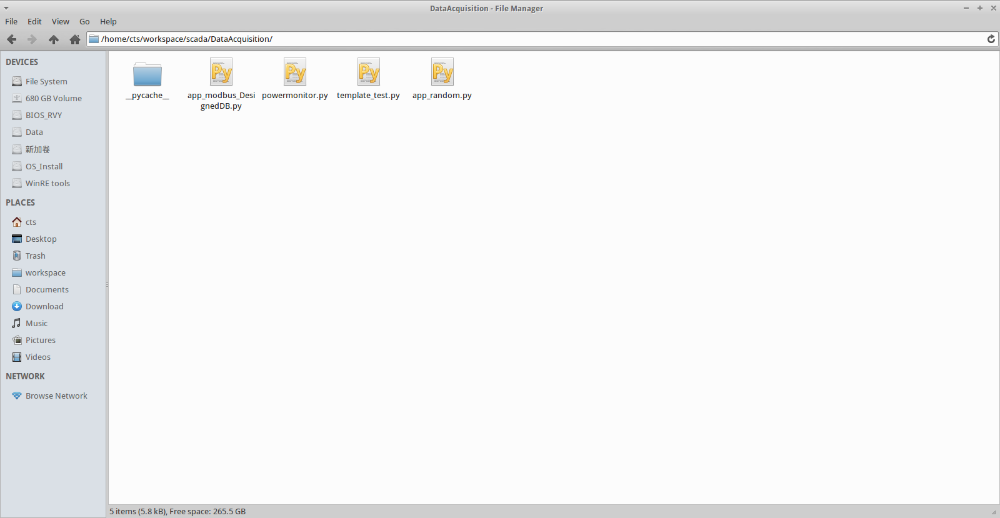 DataAcquisition - File Manager
File Edit View Go Help
/home/cts/workspace/scada/DataAcquisition/
DEVICES
File System
680 GB Volume
BIOS_RVY
Data
新加卷
OS_Install
WinRE tools
PLACES
cts
Desktop
Trash
workspace
Documents
Download
Music
Pictures
Videos
NETWORK
Browse Network
__pycache__
app_modbus_Desi
gnedDB.py
powermonitor.py
template_test.py
app_random.py
5 items (5.8 kB), Free space: 265.5 GB